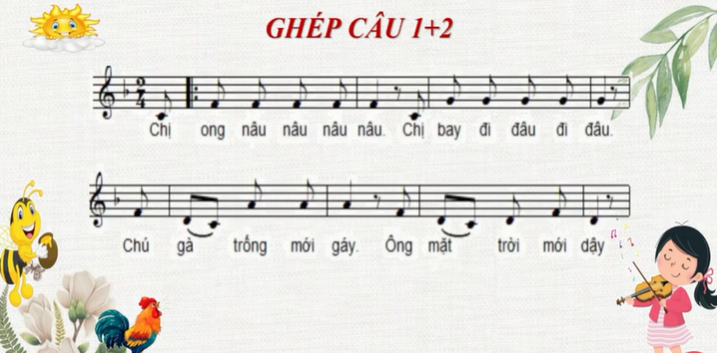 GHÉP CÂU 1+2
Chị ong nâu nâu nâu nâu. Chị bay đi đâu đi đâu.
Chú gà trống mới gáy. Ông mặt trời mới dậy